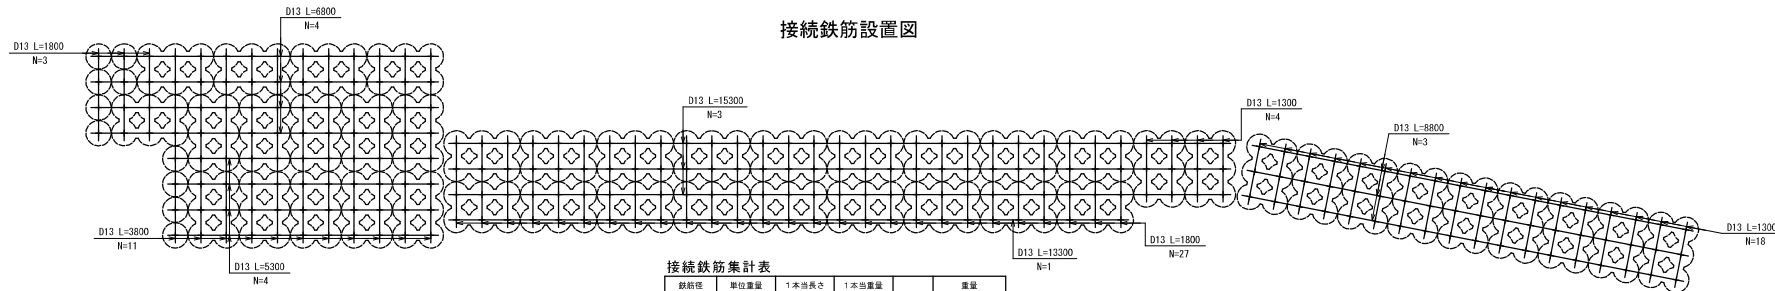 接続鉄筋設置図
D13 L=6800
N=4
D13 L=1800
N=3
D13 L=15300
N=3
D13 L=1300
N=4
D13 L=8800
N=3
D13 L=3800
N=11
D13 L=5300
N=4
D13 L=13300
N=1
D13 L=1800
N=27
D13 L=1300
N=18
接続鉄筋集計表
鉄筋径 単位重量 1本当長さ 1本当重量 重量